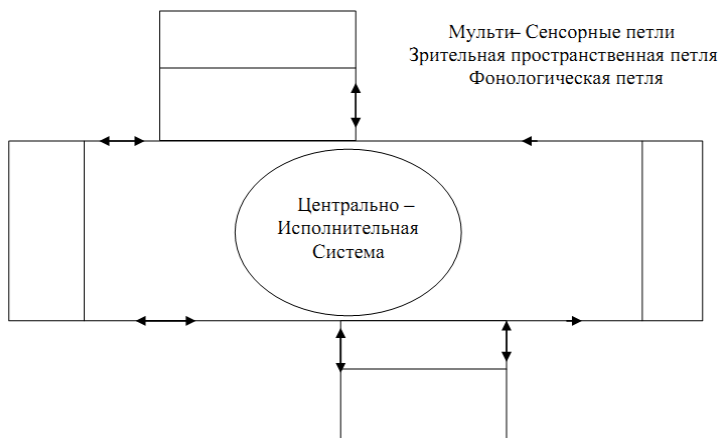 Мульти– Сенсорные петли
Зрительная пространственная петля
Фонологическая петля
Центрально –
Исполнительная
Система